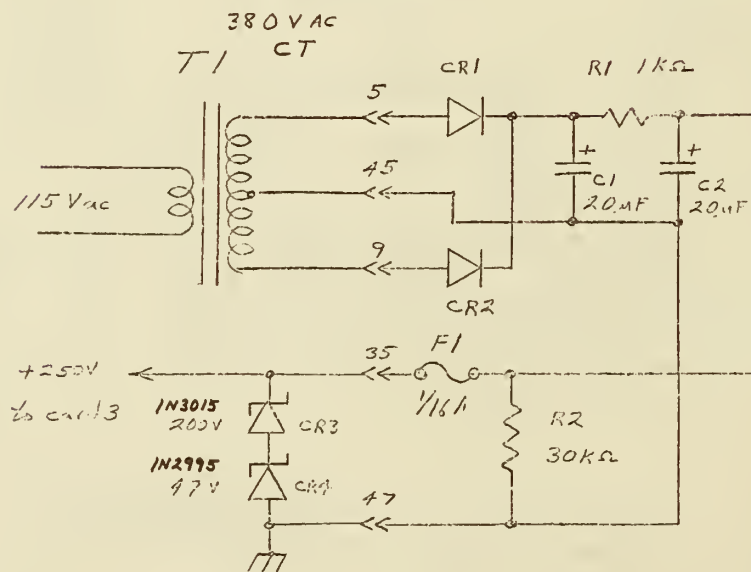 380 VAC
CT
T1
CR1
R1 1KΩ
5
+
+
45
C1
20µF
C2
20µF
115 Vac
9
CR2
F1
35
+250V
to card 3
1/16A
1N3015
200V
CR3
R2
30KΩ
1N2995
47V
CR4
47